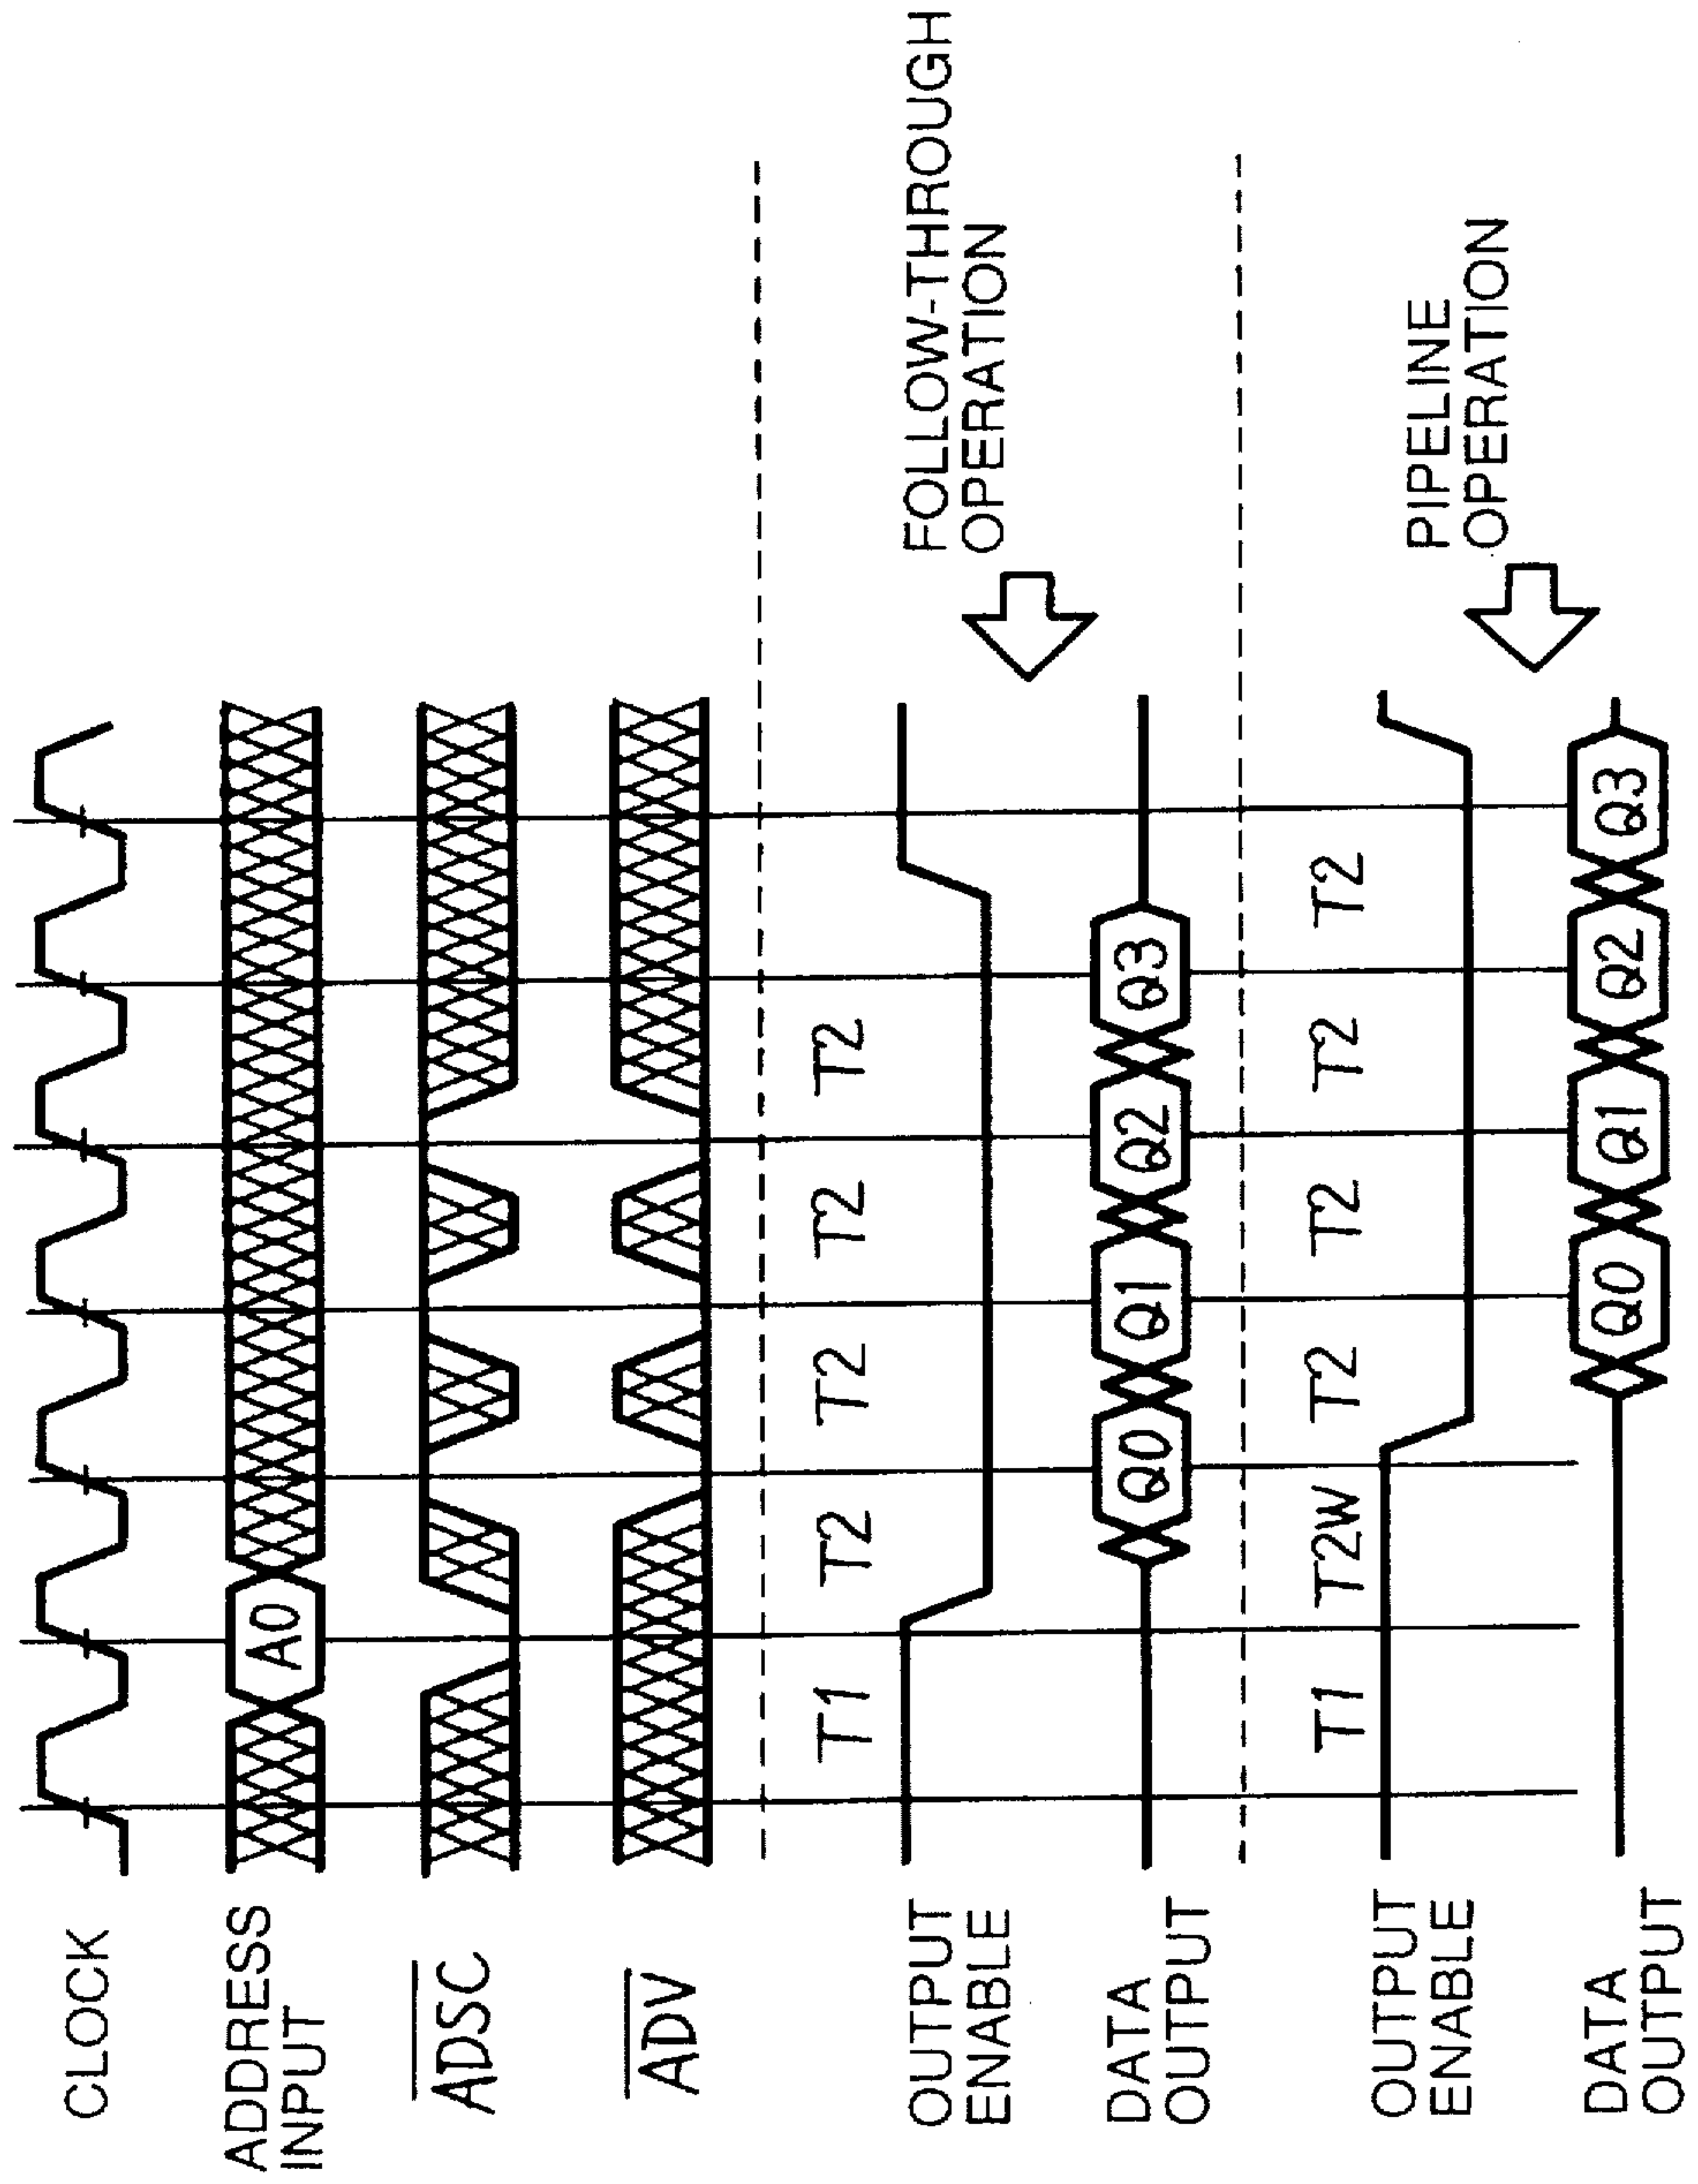 CLOCK
ADDRESS
INPUT
A0
ADSC
ADV
T1 T2 T2 T2 T2
OUTPUT
ENABLE
FOLLOW-THROUGH
OPERATION
DATA
OUTPUT
Q0 Q1 Q2 Q3
T1 T2W T2 T2 T2 T2
OUTPUT
ENABLE
PIPELINE
OPERATION
DATA
OUTPUT
Q0 Q1 Q2 Q3